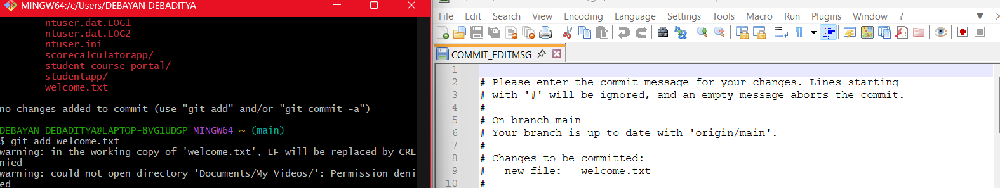 MINGW64:/c/Users/DEBAYAN DEBADITYA
ntuser.dat.LOG1
ntuser.dat.LOG2
ntuser.ini
scorecalculatorapp/
student-course-portal/
studentapp/
welcome.txt
no changes added to commit (use "git add" and/or "git commit -a")
DEBAYAN DEBADITYA@LAPTOP-8VG1UDSP MINGW64 ~ (main)
$ git add welcome.txt
warning: in the working copy of 'welcome.txt', LF will be replaced by CRL
nied
warning: could not open directory 'Documents/My Videos/': Permission deni
ed
File Edit Search View Encoding Language Settings Tools Macro Run Plugins Window ? + ▼ X
COMMIT_EDITMSG
1
2 # Please enter the commit message for your changes. Lines starting
3 # with '#' will be ignored, and an empty message aborts the commit.
4 #
5 # On branch main
6 # Your branch is up to date with 'origin/main'.
7 #
8 # Changes to be committed:
9 #   new file:   welcome.txt
10 #